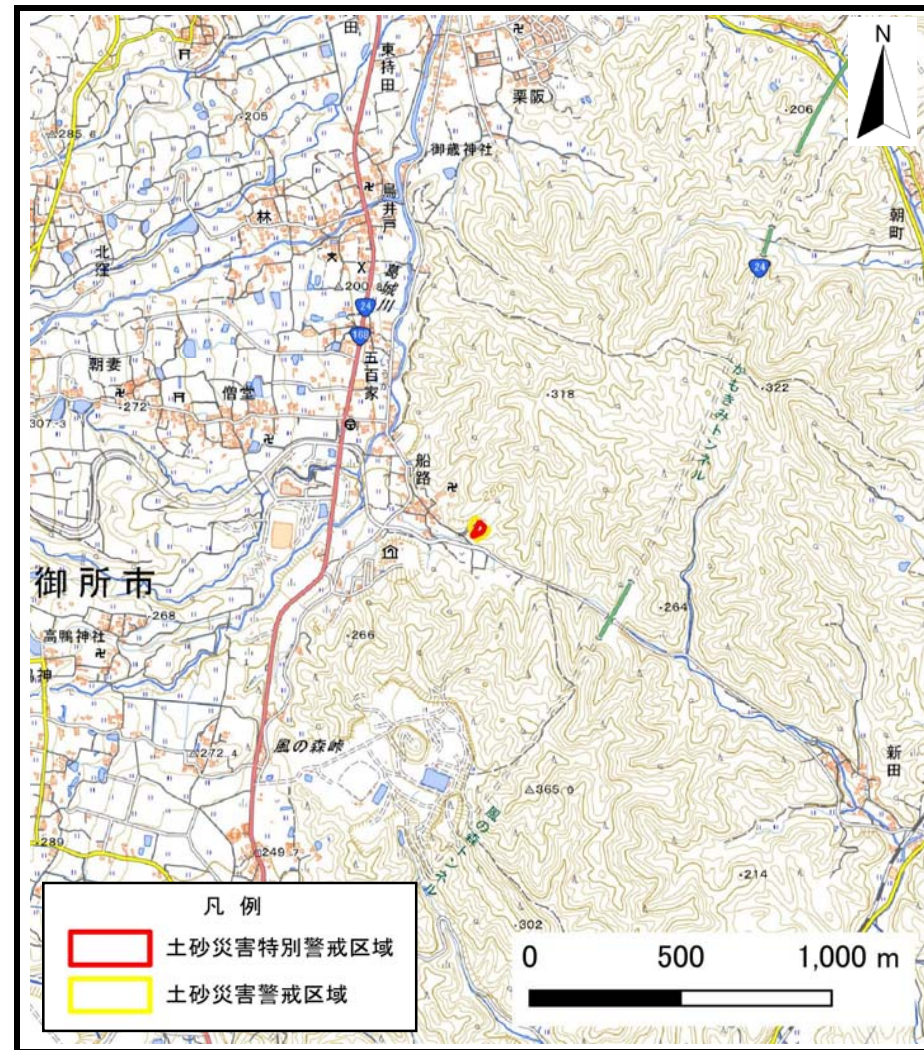 N
田
東持田
栗阪
・206
・205
△285.6
御歳神社
鳥井戸
林
北窪
朝町
葛城川
24
24
168
五百家
朝妻
僧堂
・272
307.3
・318
・322
かもきみトンネル
船路
御所市
・268
高鴨神社
・266
・264
風の森峠
△272.4
新田
△365.0
風の森トンネル
・289
249.7
・214
・302
凡例
土砂災害特別警戒区域
土砂災害警戒区域
0 500 1,000 m